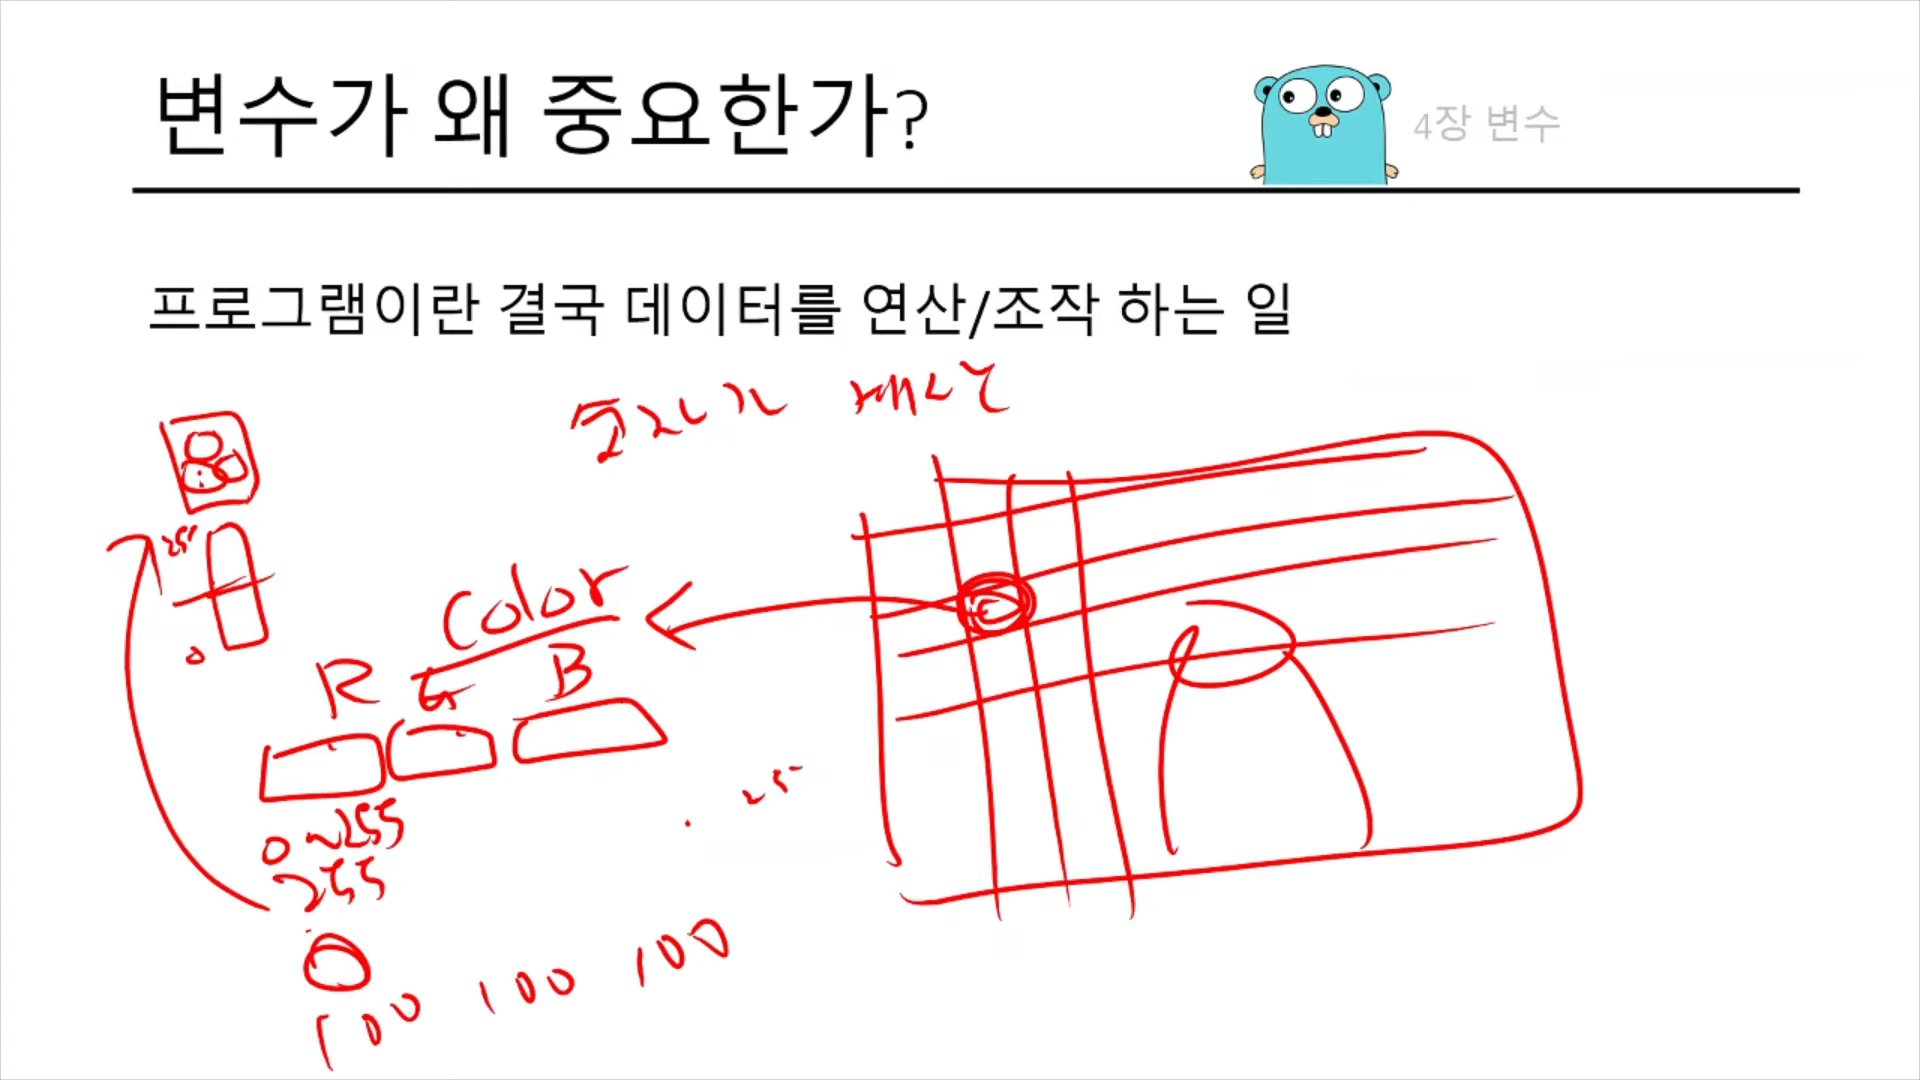 변수가 왜 중요한가?
4장 변수
프로그램이란 결국 데이터를 연산/조작 하는 일
Color
R G B
0 ~ 255
255
100 100 100
25
0